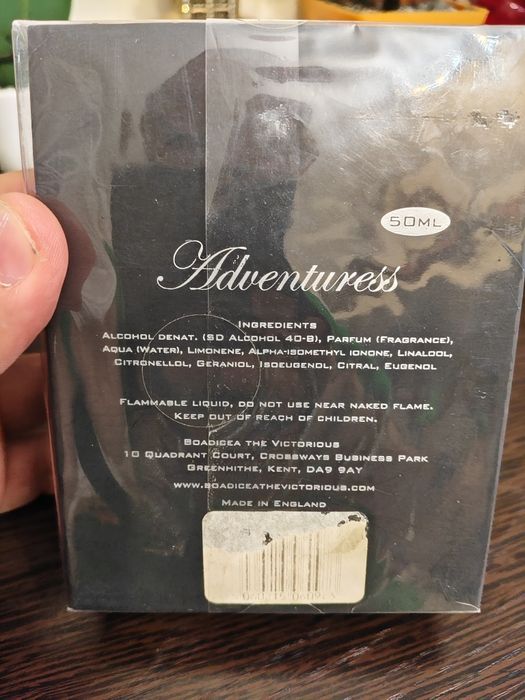 50ML
Adventuress
INGREDIENTS
ALCOHOL DENAT. (SD ALCOHOL 40-B), PARFUM (FRAGRANCE),
AQUA (WATER), LIMONENE, ALPHA-ISOMETHYL IONONE, LINALOOL,
CITRONELLOL, GERANIOL, ISOEUGENOL, CITRAL, EUGENOL
FLAMMABLE LIQUID, DO NOT USE NEAR NAKED FLAME.
KEEP OUT OF REACH OF CHILDREN.
BOADICEA THE VICTORIOUS
10 QUADRANT COURT, CROSSWAYS BUSINESS PARK
GREENHITHE, KENT, DA9 9AY
WWW.BOADICEATHEVICTORIOUS.COM
MADE IN ENGLAND